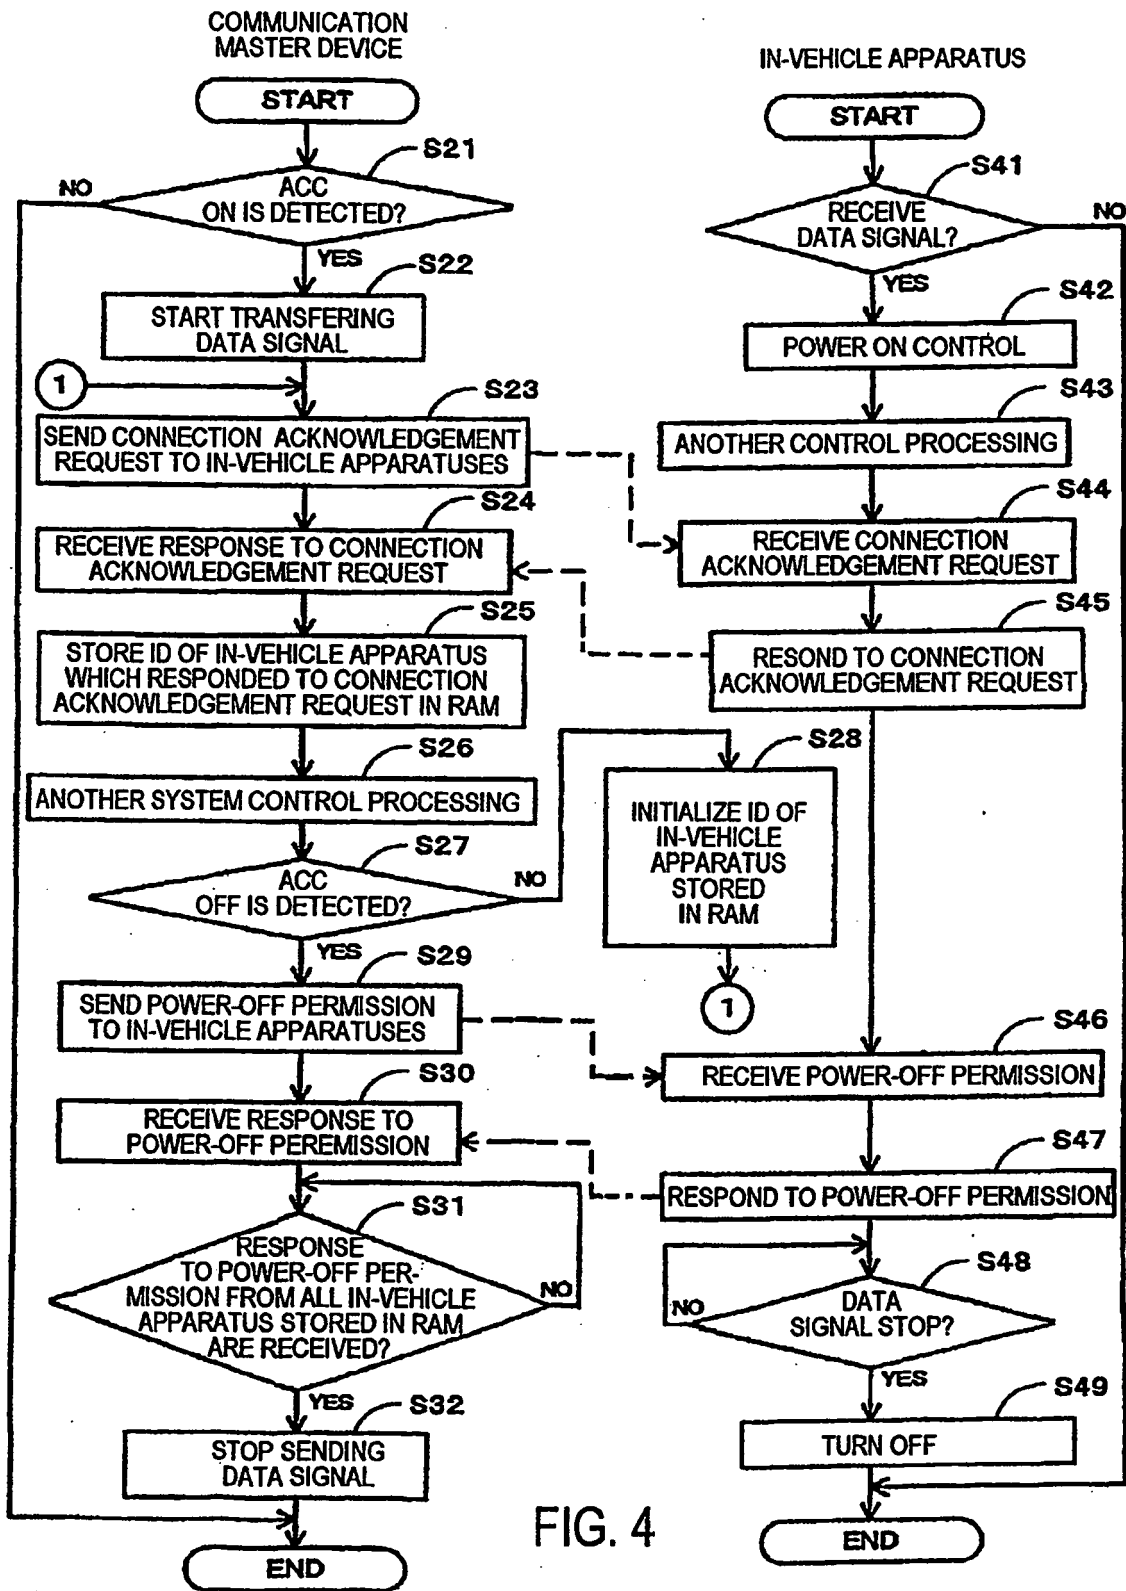 COMMUNICATION
MASTER DEVICE
START
S21
NO
ACC
ON IS DETECTED?
YES
S22
START TRANSFERING
DATA SIGNAL
1
S23
SEND CONNECTION ACKNOWLEDGEMENT
REQUEST TO IN-VEHICLE APPARATUSES
S24
RECEIVE RESPONSE TO CONNECTION
ACKNOWLEDGEMENT REQUEST
S25
STORE ID OF IN-VEHICLE APPARATUS
WHICH RESPONDED TO CONNECTION
ACKNOWLEDGEMENT REQUEST IN RAM
S26
ANOTHER SYSTEM CONTROL PROCESSING
S27
ACC
OFF IS DETECTED?
NO
YES
S28
INITIALIZE ID OF
IN-VEHICLE
APPARATUS
STORED
IN RAM
1
S29
SEND POWER-OFF PERMISSION
TO IN-VEHICLE APPARATUSES
S30
RECEIVE RESPONSE TO
POWER-OFF PEREMISSION
S31
RESPONSE
TO POWER-OFF PER-
MISSION FROM ALL IN-VEHICLE
APPARATUS STORED IN RAM
ARE RECEIVED?
NO
YES
S32
STOP SENDING
DATA SIGNAL
END
IN-VEHICLE APPARATUS
START
S41
RECEIVE
DATA SIGNAL?
NO
YES
S42
POWER ON CONTROL
S43
ANOTHER CONTROL PROCESSING
S44
RECEIVE CONNECTION
ACKNOWLEDGEMENT REQUEST
S45
RESOND TO CONNECTION
ACKNOWLEDGEMENT REQUEST
S46
RECEIVE POWER-OFF PERMISSION
S47
RESPOND TO POWER-OFF PERMISSION
S48
NO
DATA
SIGNAL STOP?
YES
S49
TURN OFF
END
FIG. 4